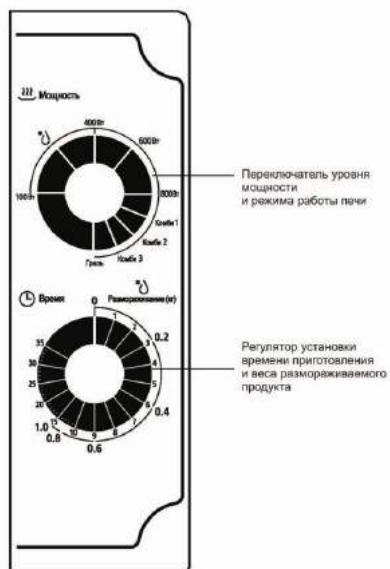 Мощность
400Вт
600Вт
100Вт
800Вт
Комби 1
Комби 2
Комби 3
Гриль
Переключатель уровня
мощности
и режима работы печи
Время
0
Размораживание (кг)
1
2
0.2
3
4
5
6
0.4
7
8
9
0.6
10
15
0.8
1.0
20
25
30
35
Регулятор установки
времени приготовления
и веса размораживаемого
продукта